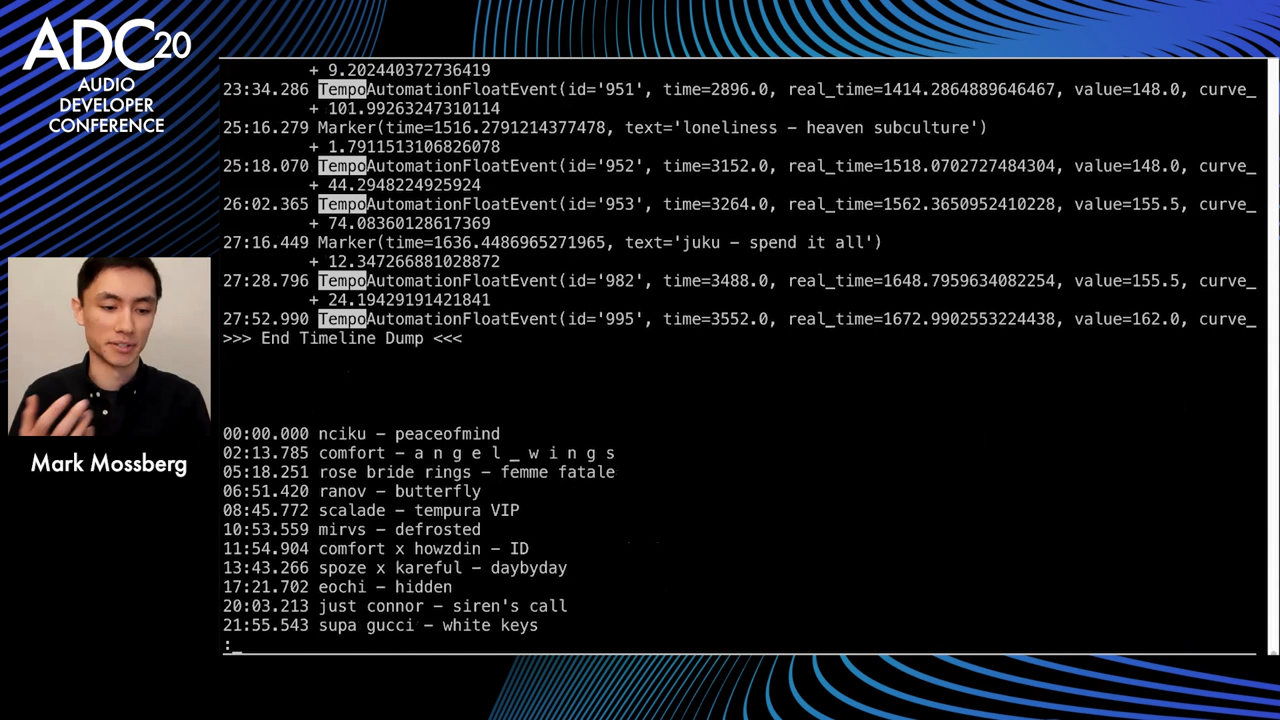 ADC20
AUDIO
DEVELOPER
CONFERENCE
+ 9.202440372736419
23:34.286 TempoAutomationFloatEvent(id='951', time=2896.0, real_time=1414.2864889646467, value=148.0, curve_
+ 101.99263247310114
25:16.279 Marker(time=1516.2791214377478, text='loneliness – heaven subculture')
+ 1.7911513106826078
25:18.070 TempoAutomationFloatEvent(id='952', time=3152.0, real_time=1518.0702727484304, value=148.0, curve_
+ 44.2948224925924
26:02.365 TempoAutomationFloatEvent(id='953', time=3264.0, real_time=1562.3650952410228, value=155.5, curve_
+ 74.08360128617369
27:16.449 Marker(time=1636.4486965271965, text='juku – spend it all')
+ 12.347266881028872
27:28.796 TempoAutomationFloatEvent(id='982', time=3488.0, real_time=1648.7959634082254, value=155.5, curve_
+ 24.19429191421841
27:52.990 TempoAutomationFloatEvent(id='995', time=3552.0, real_time=1672.9902553224438, value=162.0, curve_
>>> End Timeline Dump <<<
00:00.000 nciku – peaceofmind
02:13.785 comfort – a n g e l _ w i n g s
05:18.251 rose bride rings – femme fatale
06:51.420 ranov – butterfly
08:45.772 scalade – tempura VIP
10:53.559 mirvs – defrosted
11:54.904 comfort x howzdin – ID
13:43.266 spoze x kareful – daybyday
17:21.702 eochi – hidden
20:03.213 just connor – siren's call
21:55.543 supa gucci – white keys
:_
Mark Mossberg